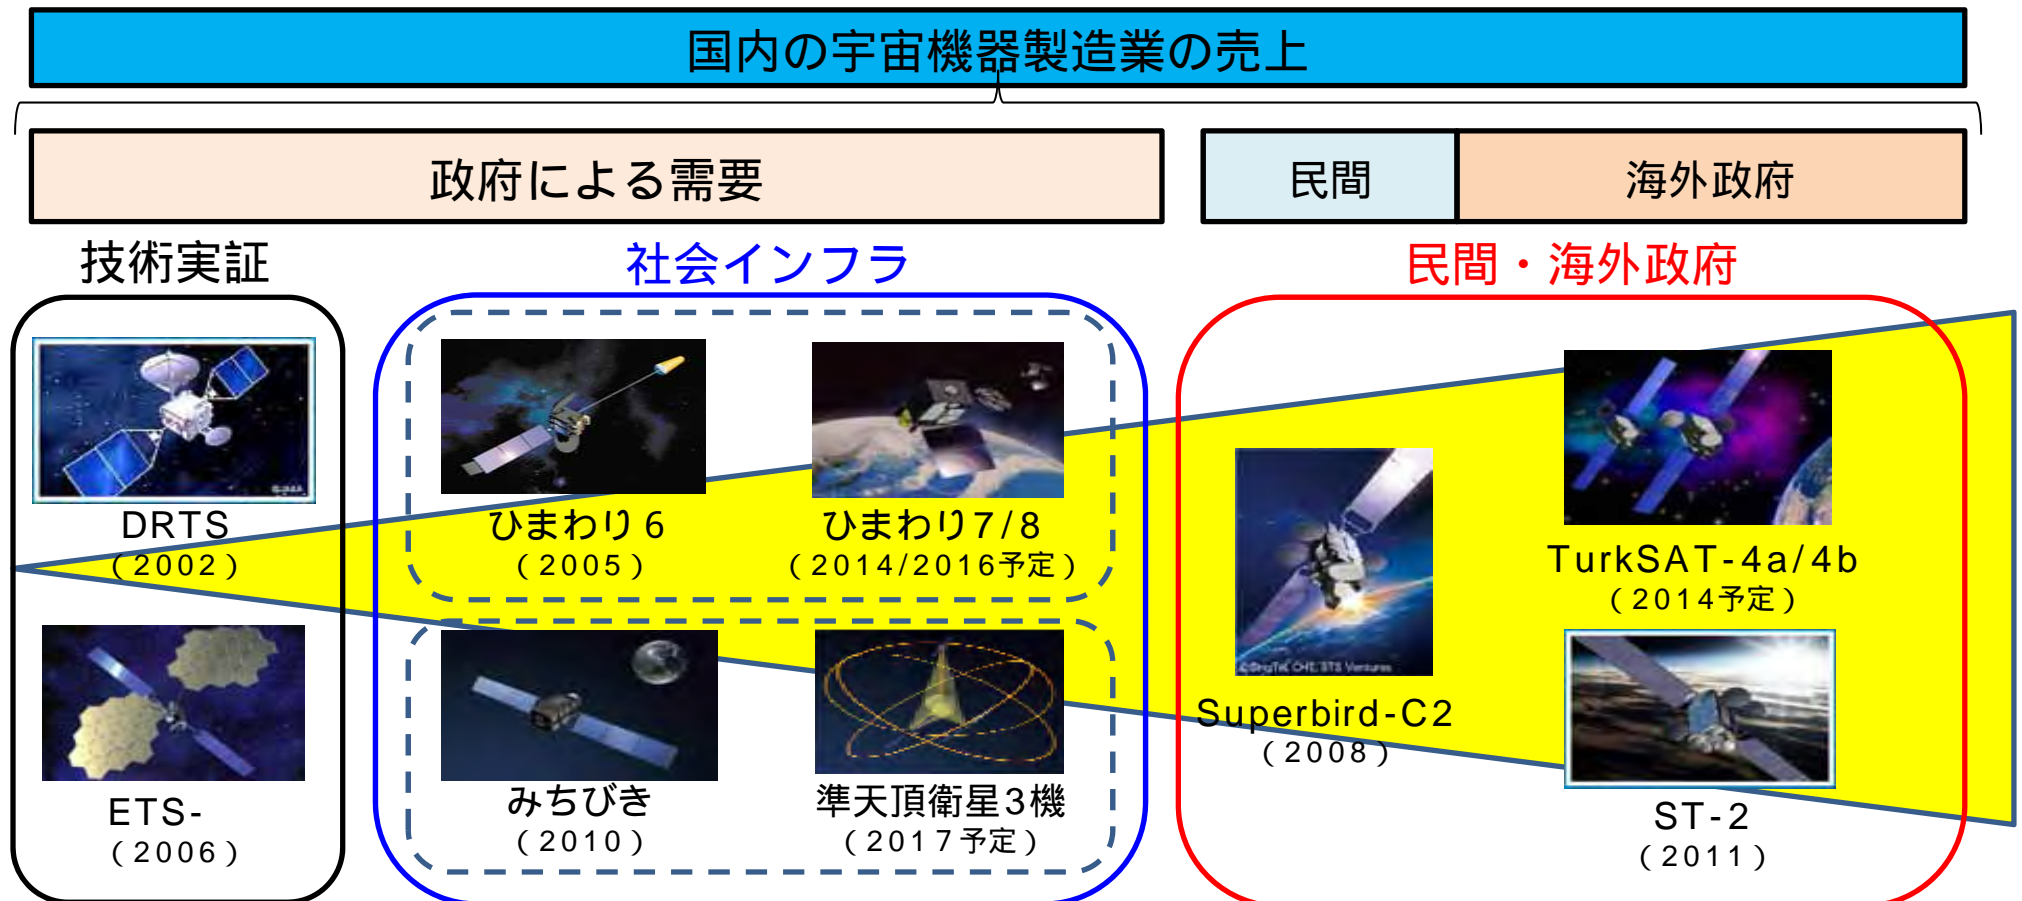 国内の宇宙機器製造業の売上
政府による需要
民間
海外政府
技術実証
社会インフラ
民間・海外政府
DRTS
(2002)
ひまわり6
(2005)
ひまわり7/8
(2014/2016予定)
TurkSAT-4a/4b
(2014予定)
©SingTel, CHE, STS Ventures
Superbird-C2
(2008)
ETS-
(2006)
みちびき
(2010)
準天頂衛星3機
(2017予定)
ST-2
(2011)